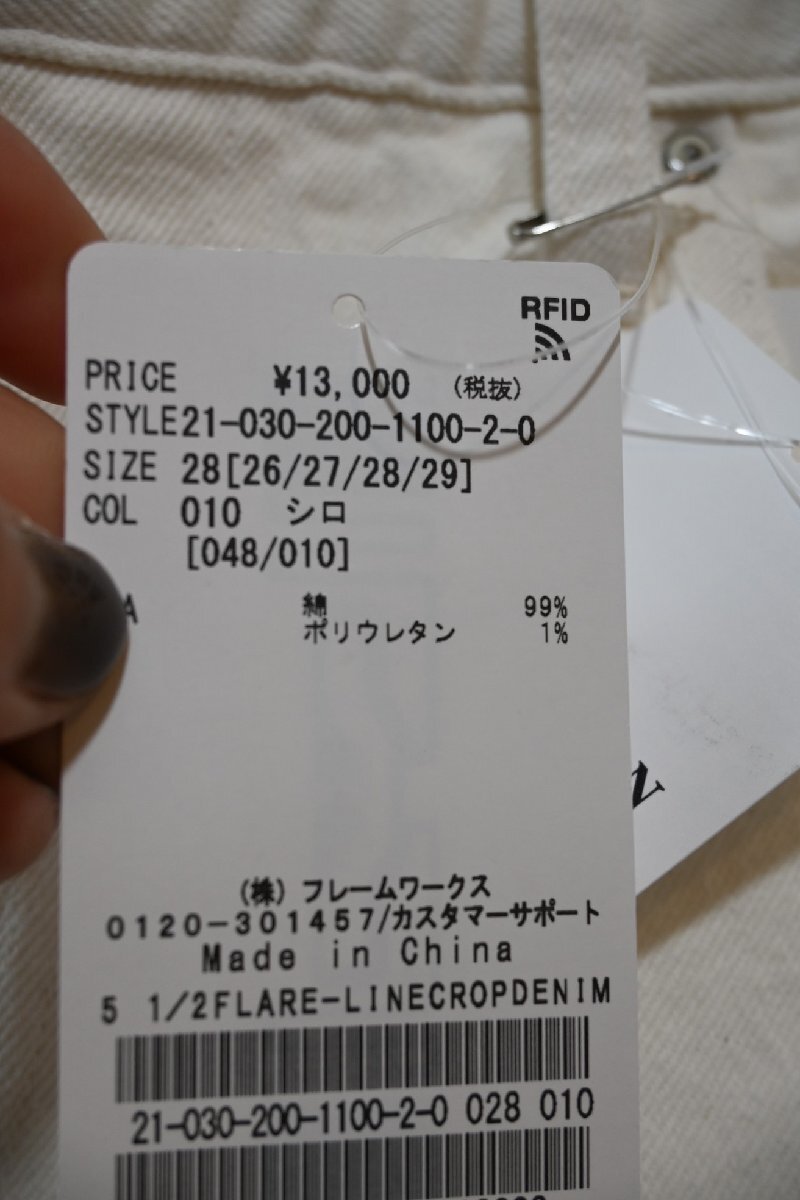 RFID
PRICE ¥13,000 (税抜)
STYLE 21-030-200-1100-2-0
SIZE 28[26/27/28/29]
COL 010 シロ
[048/010]
A 綿 99%
ポリウレタン 1%
(株) フレームワークス
0120-301457/カスタマーサポート
Made in China
5 1/2FLARE-LINECROPDENIM
21-030-200-1100-2-0 028 010
N